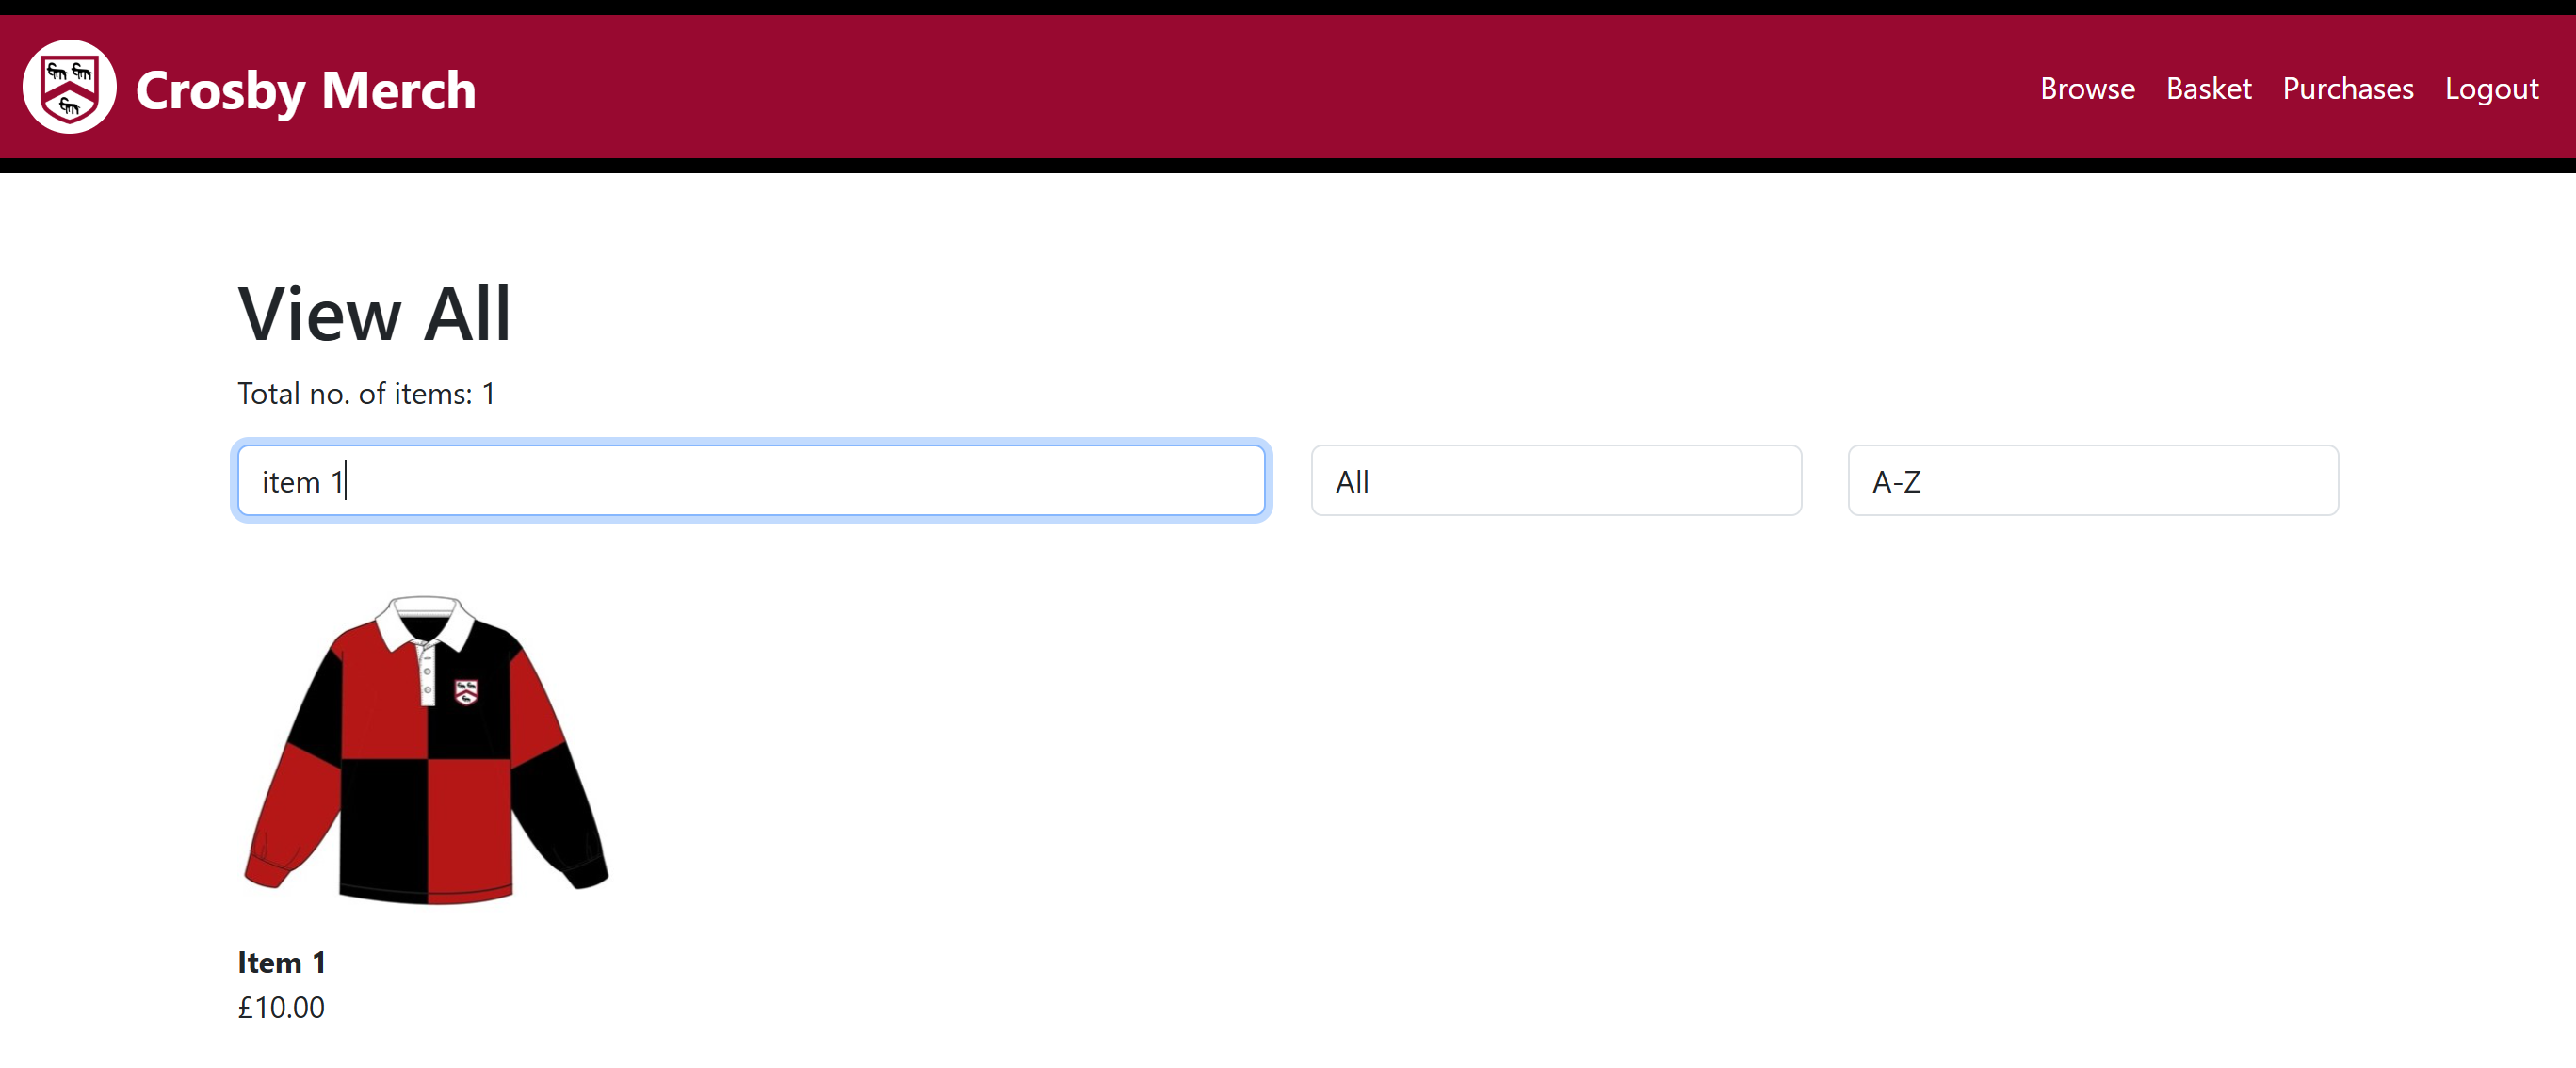 Crosby Merch
Browse Basket Purchases Logout
View All
Total no. of items: 1
item 1
All
A-Z
Item 1
£10.00